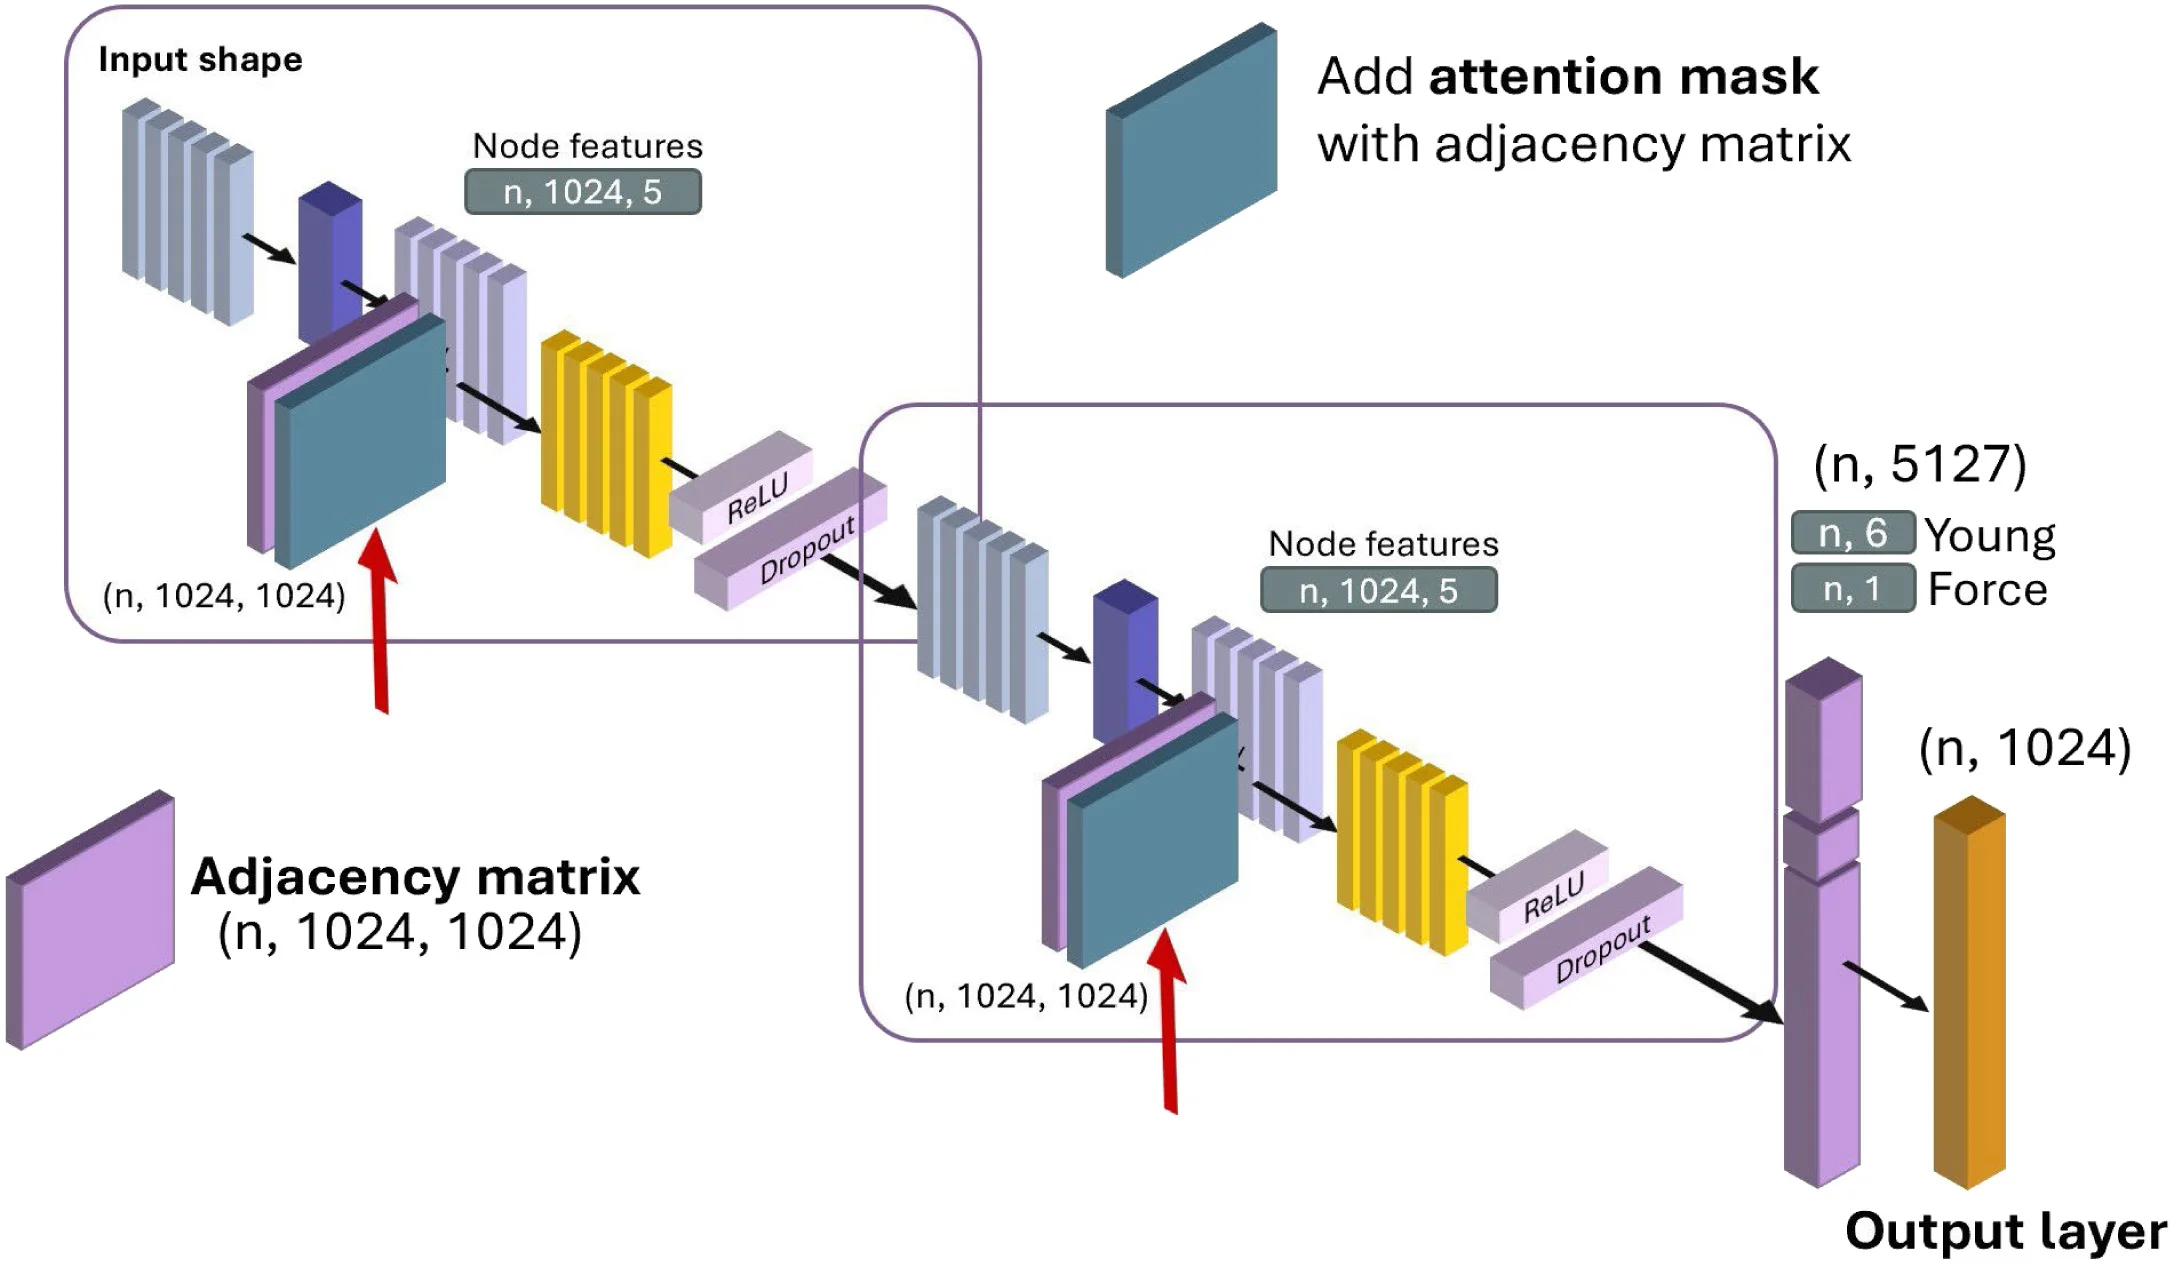 Input shape
Node features
n, 1024, 5
(n, 1024, 1024)
ReLU
Dropout
Add attention mask
with adjacency matrix
Adjacency matrix
(n, 1024, 1024)
Node features
n, 1024, 5
(n, 1024, 1024)
ReLU
Dropout
(n, 5127)
n, 6 Young
n, 1 Force
(n, 1024)
Output layer